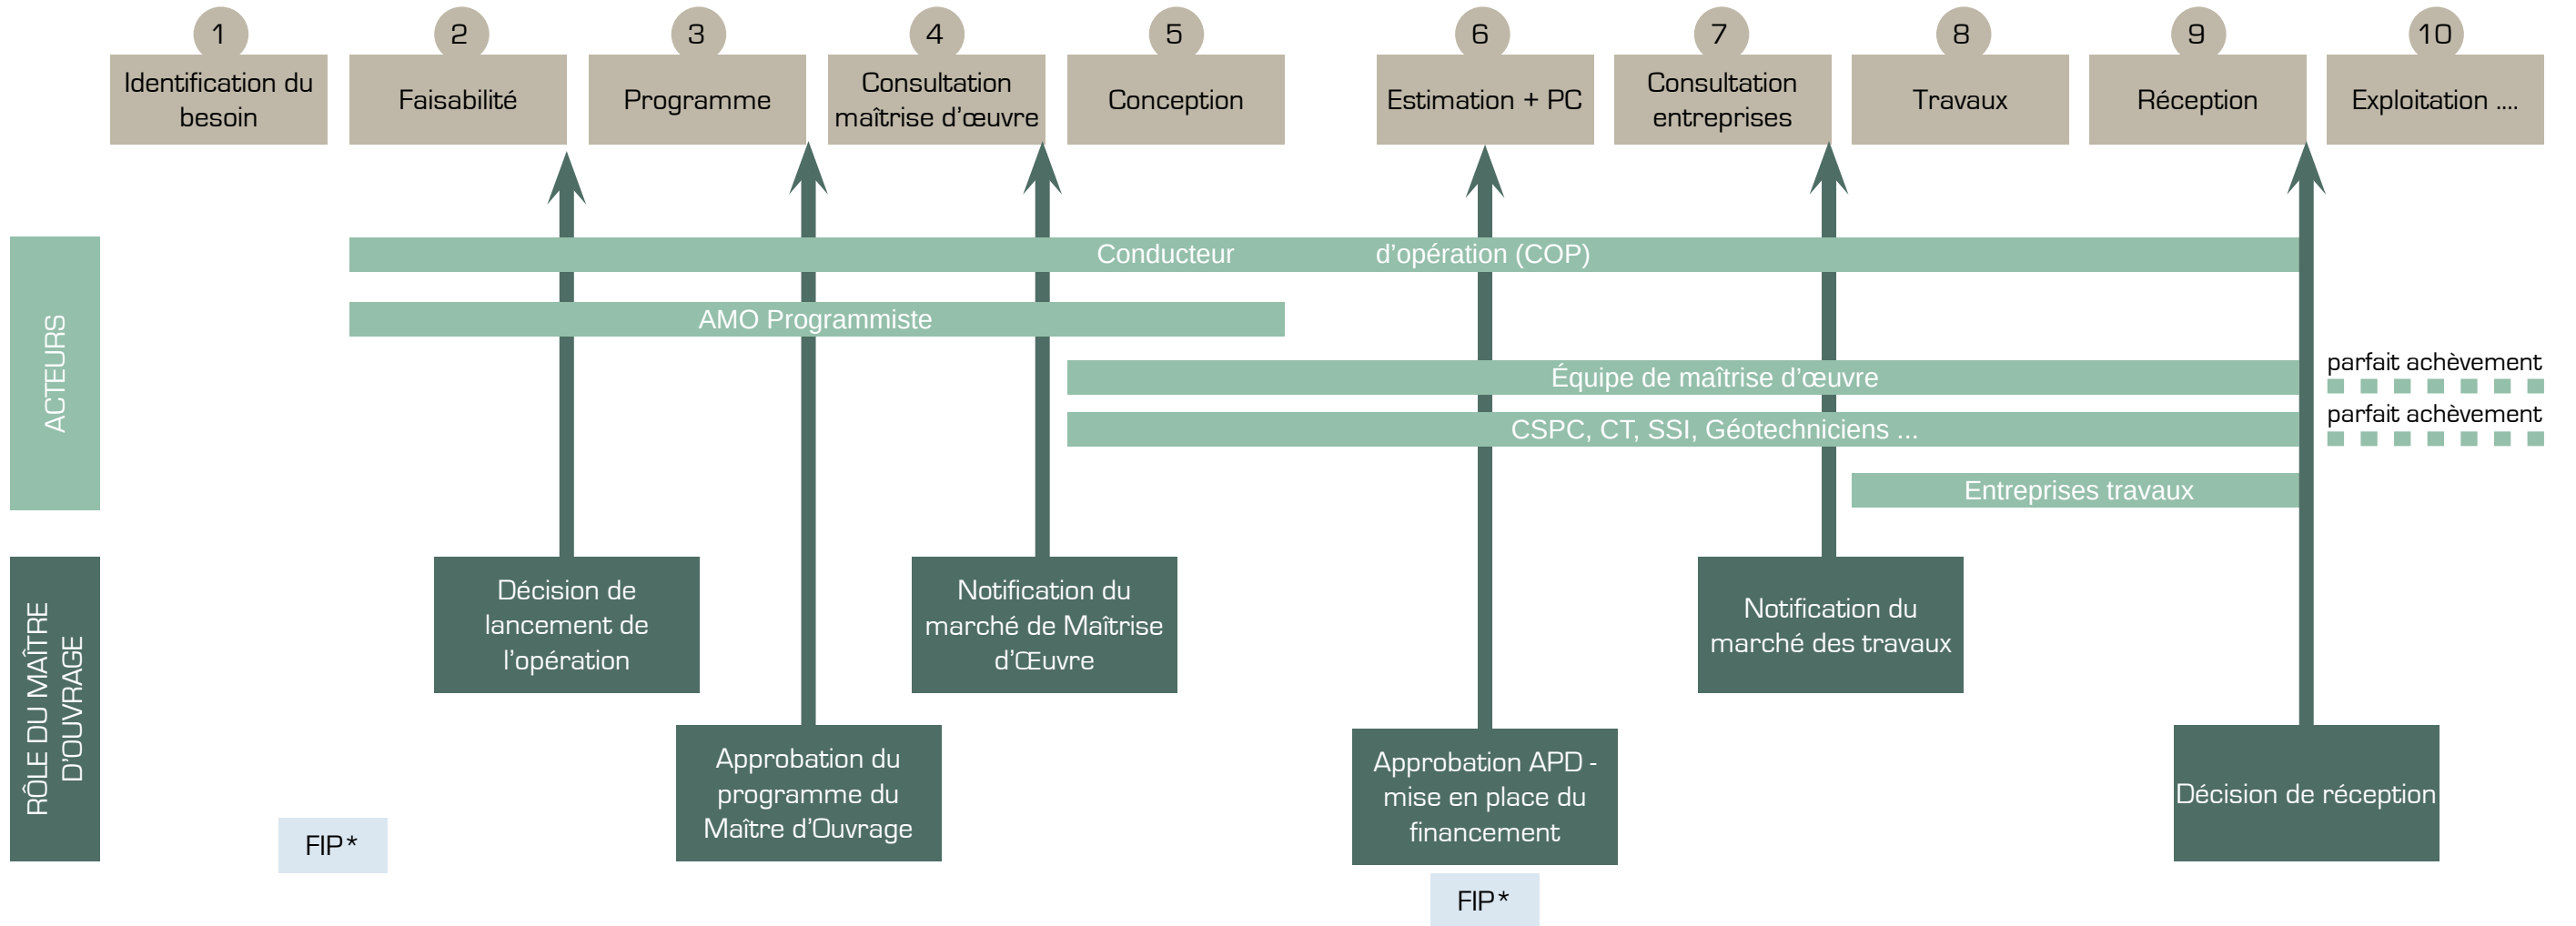 1
2
3
4
5
6
7
8
9
10
Identification du
besoin
Faisabilité
Programme
Consultation
maîtrise d'œuvre
Conception
Estimation + PC
Consultation
entreprises
Travaux
Réception
Exploitation ....
ACTEURS
Conducteur d'opération (COP)
AMO Programmiste
Équipe de maîtrise d'œuvre
parfait achèvement
CSPC, CT, SSI, Géotechniciens ...
parfait achèvement
Entreprises travaux
RÔLE DU MAÎTRE
D'OUVRAGE
Décision de
lancement de
l'opération
Notification du
marché de Maîtrise
d'Œuvre
Notification du
marché des travaux
Approbation du
programme du
Maître d'Ouvrage
Approbation APD -
mise en place du
financement
Décision de réception
FIP*
FIP*